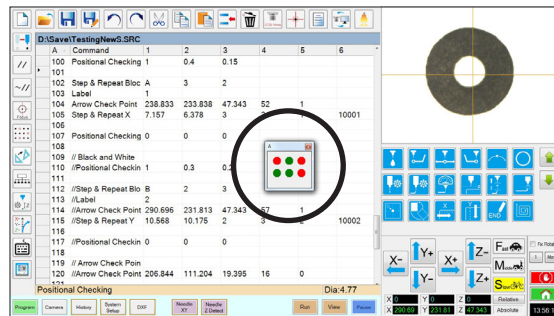 D:\Save\TestingNewS.SRC
A Command 1 2 3 4 5 6
100 Positional Checking 1 0.4 0.15
101
102 Step & Repeat Bloc A 3 2
103 Label 1
104 Arrow Check Point 238.833 233.838 47.343 52 1
105 Step & Repeat X 7.157 6.378 3 10001
106
107 Positional Checking 0 0 0
108
109 // Black and White
110 //Positional Checkin 1 0.3
111
112 //Step & Repeat Blo B 2 3
113 //Label 2
114 //Arrow Check Point 290.696 231.813 47.343 57 1
115 //Step & Repeat Y 10.568 10.175 2 3 10002
116
117 //Positional Checkin 0 0 0
118
119 // Arrow Check Poin
120 //Arrow Check Point 206.844 111.204 19.395 16 0
Positional Checking Dia:4.77
Program Camera History System Setup DXF Needle XY Needle Z Detect Run View Pause
A
END
X- Y+ X+ Z- Fast
Y- Z+ Slow
X 0 Y 0 Z 0 Relative
X 290.69 Y 231.81 Z 47.343 Absolute